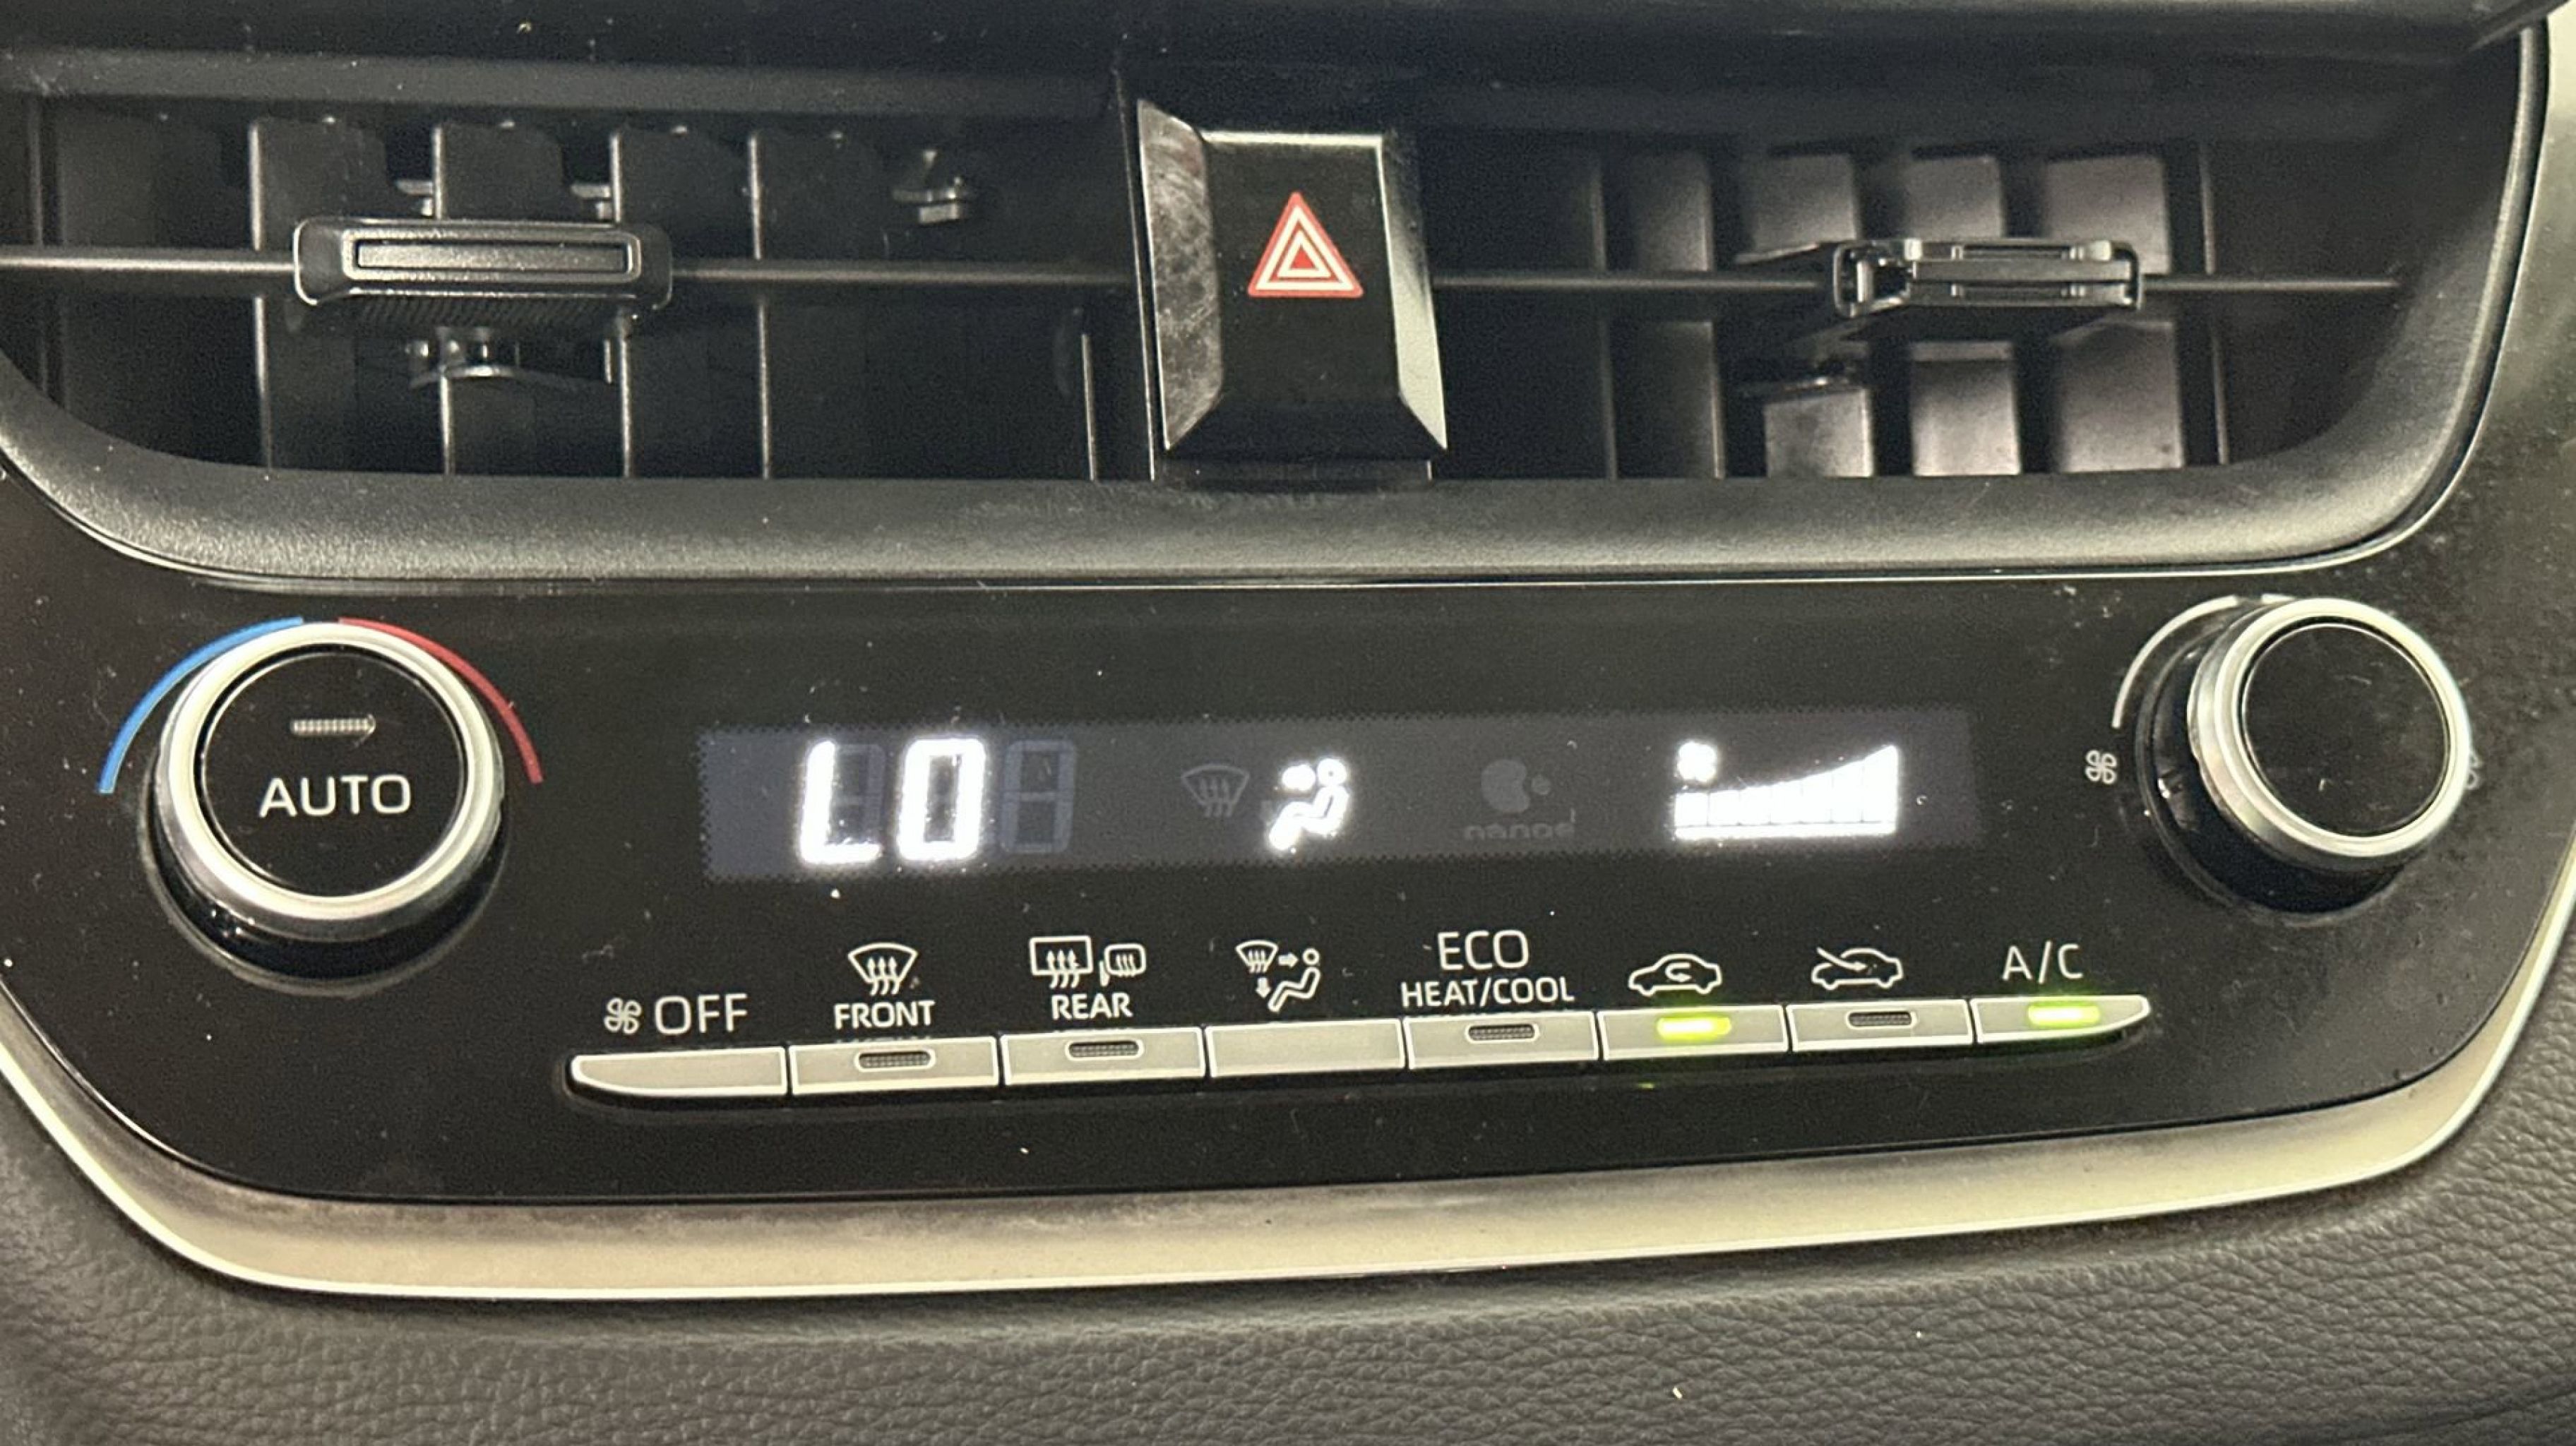 AUTO
LO
nanoe
OFF
FRONT
REAR
ECO
HEAT/COOL
A/C